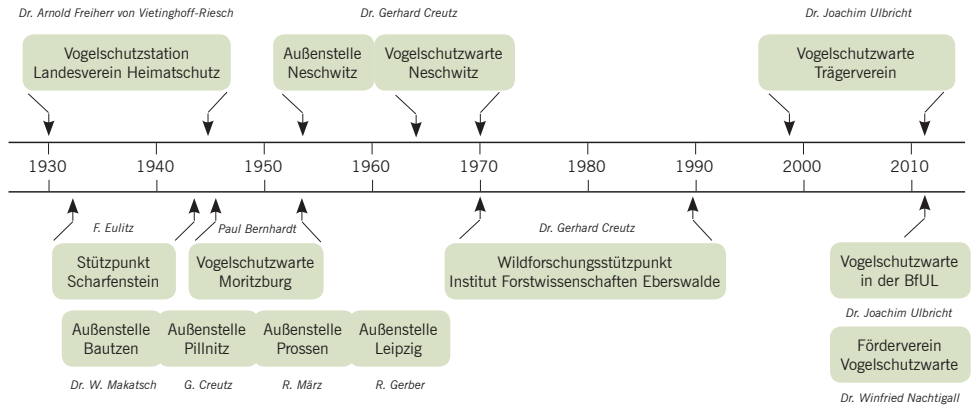 Dr. Arnold Freiherr von Vietinghoff-Riesch
Dr. Gerhard Creutz
Dr. Joachim Ulbricht
Vogelschutzstation
Landesverein Heimatschutz
Außenstelle
Neschwitz
Vogelschutzwarte
Neschwitz
Vogelschutzwarte
Trägerverein
1930 1940 1950 1960 1970 1980 1990 2000 2010
F. Eulitz
Paul Bernhardt
Dr. Gerhard Creutz
Stützpunkt
Scharfenstein
Vogelschutzwarte
Moritzburg
Wildforschungsstützpunkt
Institut Forstwissenschaften Eberswalde
Vogelschutzwarte
in der BfUL
Dr. Joachim Ulbricht
Außenstelle
Bautzen
Außenstelle
Pillnitz
Außenstelle
Prossen
Außenstelle
Leipzig
Förderverein
Vogelschutzwarte
Dr. W. Makatsch
G. Creutz
R. März
R. Gerber
Dr. Winfried Nachtigall